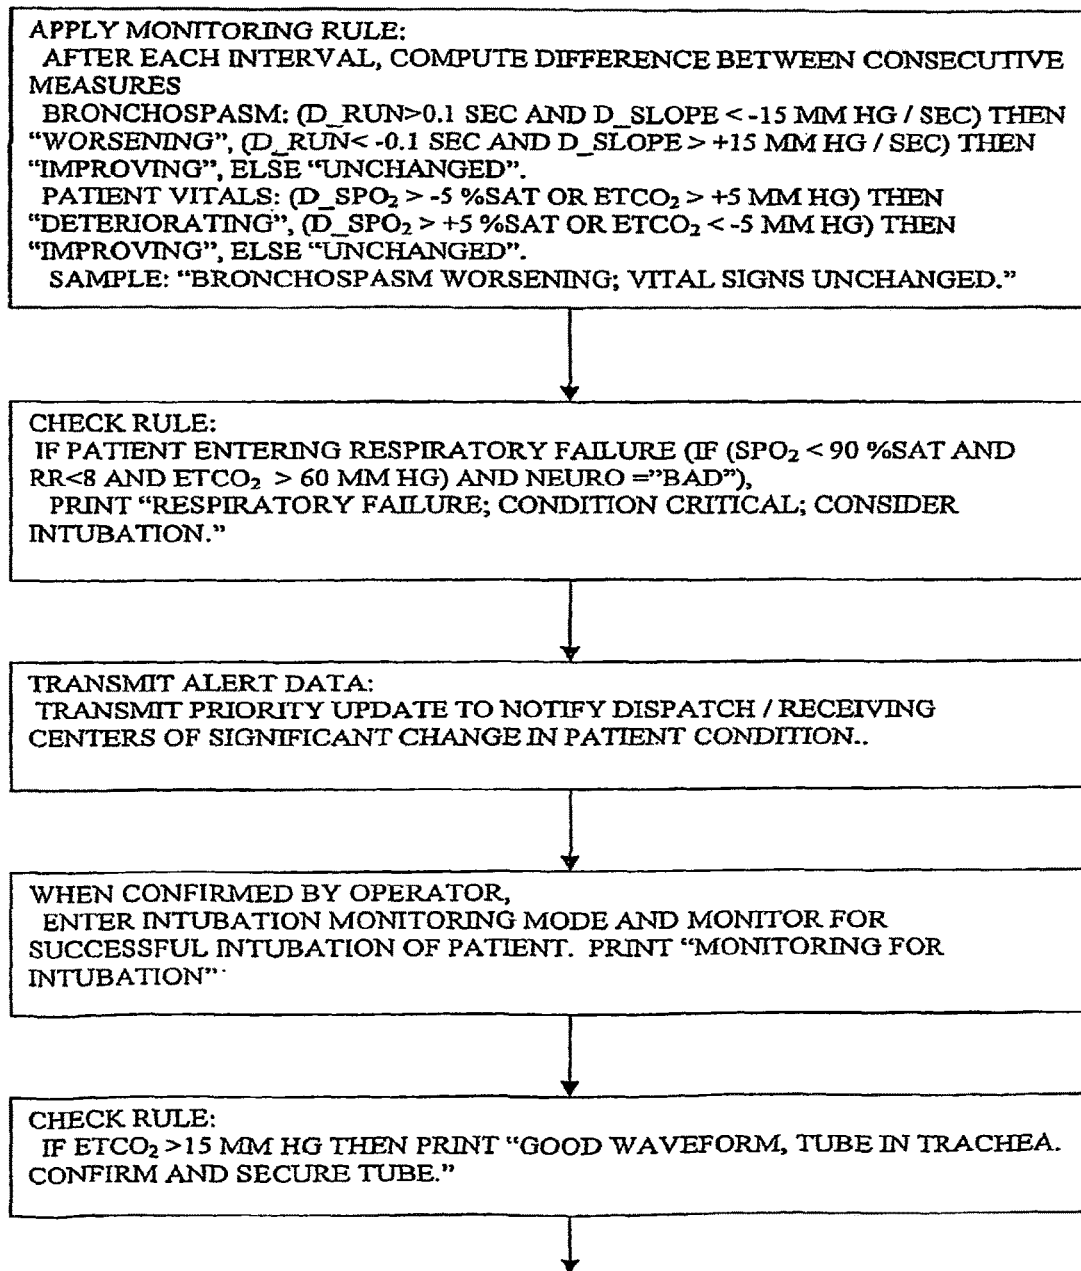 APPLY MONITORING RULE:
AFTER EACH INTERVAL, COMPUTE DIFFERENCE BETWEEN CONSECUTIVE
MEASURES
BRONCHOSPASM: (D_RUN>0.1 SEC AND D_SLOPE < -15 MM HG / SEC) THEN
“WORSENING”, (D_RUN< -0.1 SEC AND D_SLOPE > +15 MM HG / SEC) THEN
“IMPROVING”, ELSE “UNCHANGED”.
PATIENT VITALS: (D_SPO₂ > -5 %SAT OR ETCO₂ > +5 MM HG) THEN
“DETERIORATING”, (D_SPO₂ > +5 %SAT OR ETCO₂ < -5 MM HG) THEN
“IMPROVING”, ELSE “UNCHANGED”.
SAMPLE: “BRONCHOSPASM WORSENING; VITAL SIGNS UNCHANGED.”
CHECK RULE:
IF PATIENT ENTERING RESPIRATORY FAILURE (IF (SPO₂ < 90 %SAT AND
RR<8 AND ETCO₂ > 60 MM HG) AND NEURO =”BAD”),
PRINT “RESPIRATORY FAILURE; CONDITION CRITICAL; CONSIDER
INTUBATION.”
TRANSMIT ALERT DATA:
TRANSMIT PRIORITY UPDATE TO NOTIFY DISPATCH / RECEIVING
CENTERS OF SIGNIFICANT CHANGE IN PATIENT CONDITION..
WHEN CONFIRMED BY OPERATOR,
ENTER INTUBATION MONITORING MODE AND MONITOR FOR
SUCCESSFUL INTUBATION OF PATIENT. PRINT “MONITORING FOR
INTUBATION”
CHECK RULE:
IF ETCO₂ >15 MM HG THEN PRINT “GOOD WAVEFORM, TUBE IN TRACHEA.
CONFIRM AND SECURE TUBE.”